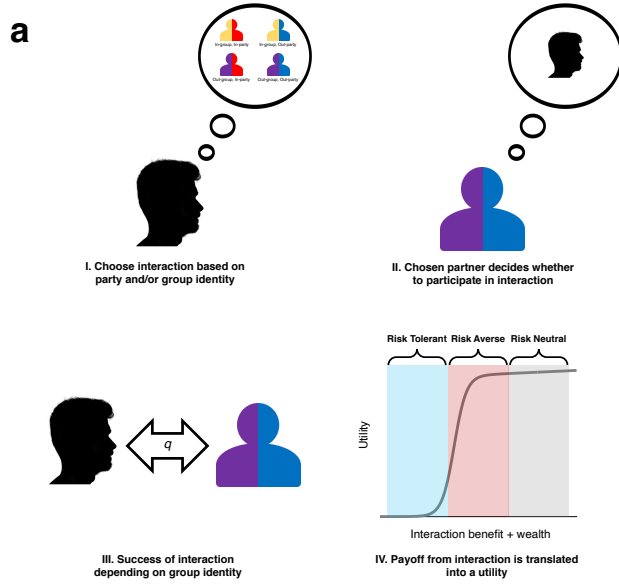 a
In-group, In-party
In-group, Out-party
Out-group, In-party
Out-group, Out-party
I. Choose interaction based on
party and/or group identity
II. Chosen partner decides whether
to participate in interaction
q
III. Success of interaction
depending on group identity
Risk Tolerant
Risk Averse
Risk Neutral
Utility
Interaction benefit + wealth
IV. Payoff from interaction is translated
into a utility